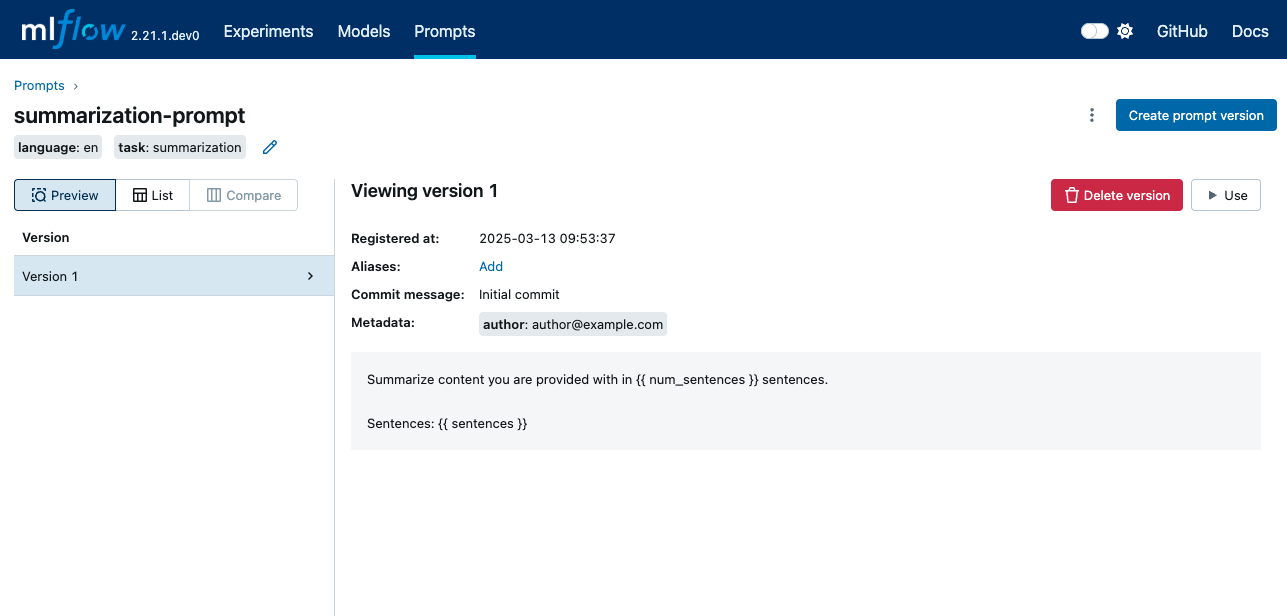 mlflow 2.21.1.dev0 Experiments Models Prompts GitHub Docs
Prompts ›
summarization-prompt
Create prompt version
language: en task: summarization
Preview List Compare
Viewing version 1
Delete version Use
Version
Version 1
Registered at: 2025-03-13 09:53:37
Aliases: Add
Commit message: Initial commit
Metadata: author: author@example.com
Summarize content you are provided with in {{ num_sentences }} sentences.
Sentences: {{ sentences }}